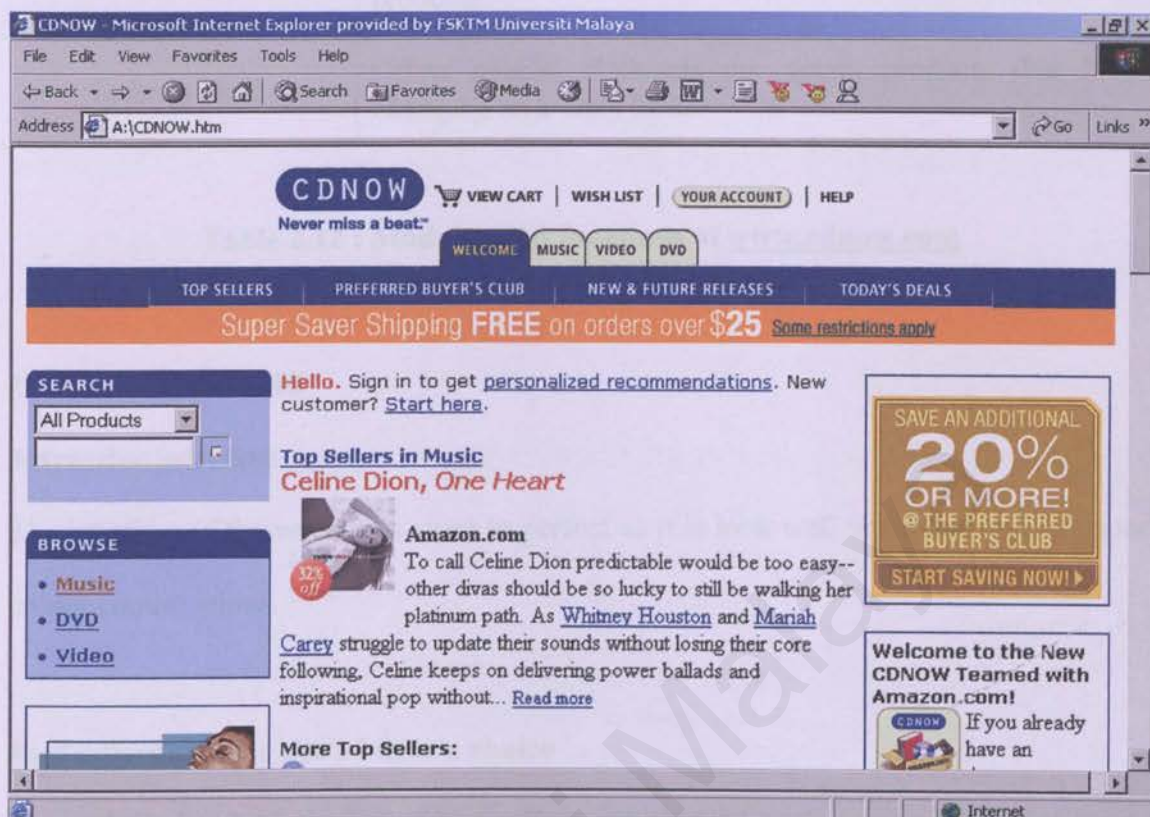 CDNOW - Microsoft Internet Explorer provided by FSKTM Universiti Malaya
File Edit View Favorites Tools Help
Back Search Favorites Media
Address A:\CDNOW.htm Go Links »
CDNOW VIEW CART | WISH LIST | YOUR ACCOUNT | HELP
Never miss a beat.℠
WELCOME MUSIC VIDEO DVD
TOP SELLERS PREFERRED BUYER'S CLUB NEW & FUTURE RELEASES TODAY'S DEALS
Super Saver Shipping FREE on orders over $25 Some restrictions apply
SEARCH
All Products
BROWSE
• Music
• DVD
• Video
Hello. Sign in to get personalized recommendations. New
customer? Start here.
Top Sellers in Music
Celine Dion, One Heart
32%
off
Amazon.com
To call Celine Dion predictable would be too easy--
other divas should be so lucky to still be walking her
platinum path. As Whitney Houston and Mariah
Carey struggle to update their sounds without losing their core
following, Celine keeps on delivering power ballads and
inspirational pop without... Read more
More Top Sellers:
SAVE AN ADDITIONAL
20%
OR MORE!
@ THE PREFERRED
BUYER'S CLUB
START SAVING NOW!
Welcome to the New
CDNOW Teamed with
Amazon.com!
CDNOW
If you already
have an
Internet